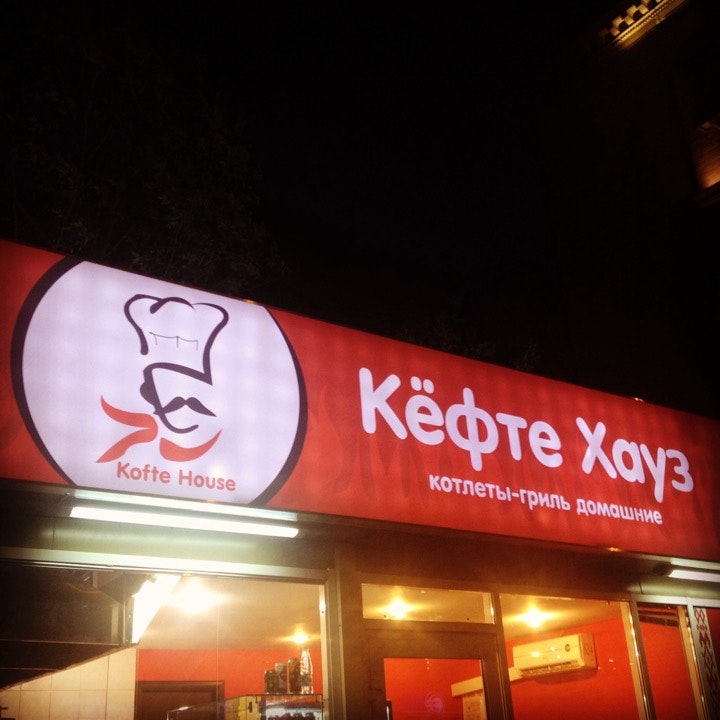 Kofte House
Кёфте Хауз
котлеты-гриль домашние